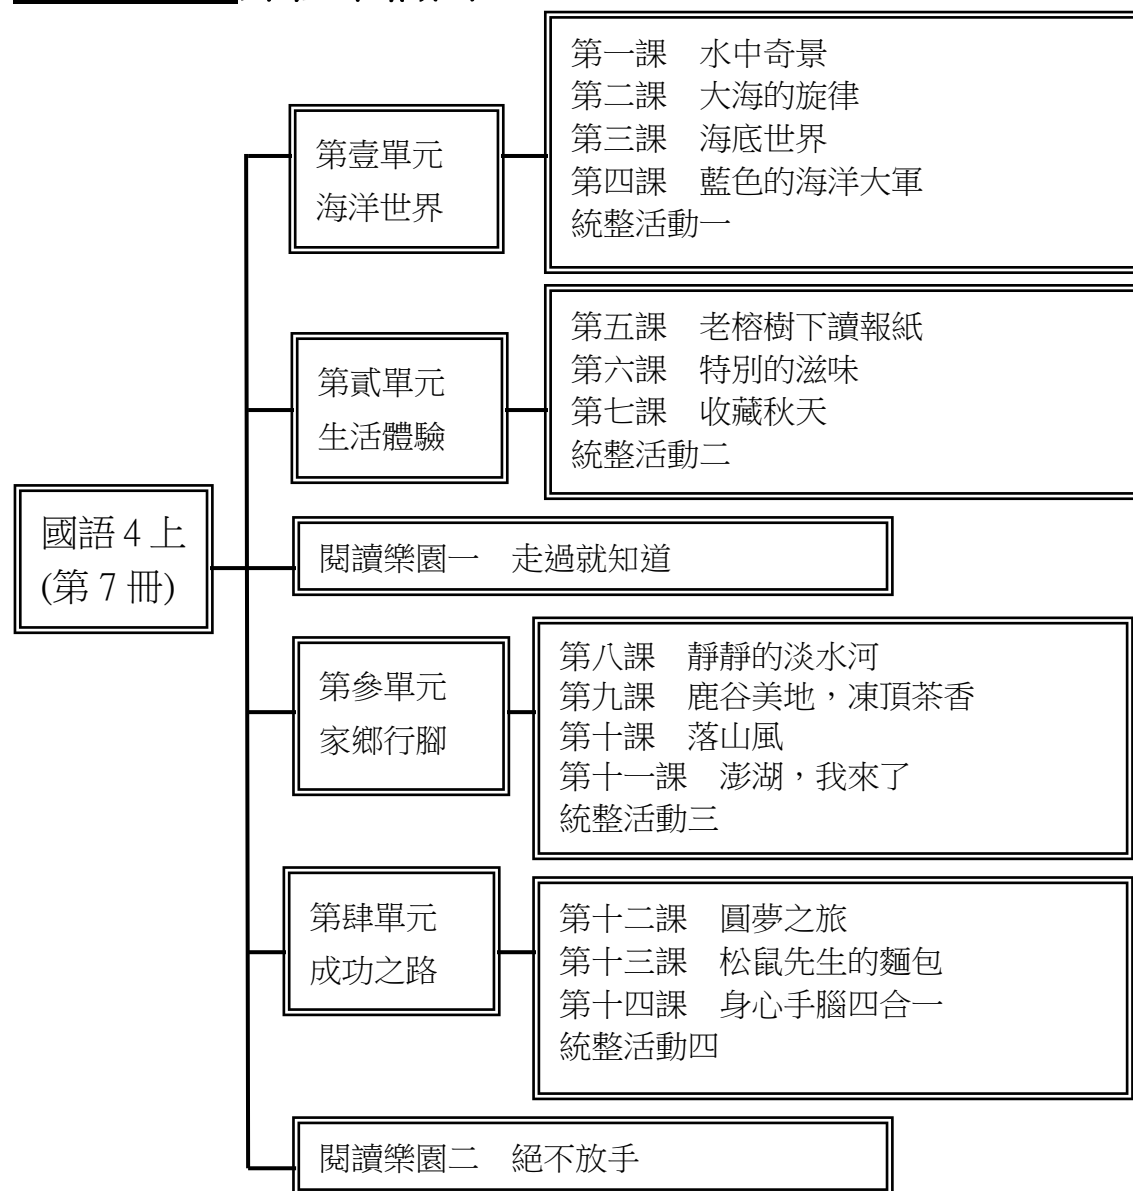 第一課　水中奇景
第二課　大海的旋律
第三課　海底世界
第四課　藍色的海洋大軍
統整活動一
第壹單元
海洋世界
第五課　老榕樹下讀報紙
第六課　特別的滋味
第七課　收藏秋天
統整活動二
第貳單元
生活體驗
國語 4 上
(第 7 冊)
閱讀樂園一　走過就知道
第八課　靜靜的淡水河
第九課　鹿谷美地，凍頂茶香
第十課　落山風
第十一課　澎湖，我來了
統整活動三
第參單元
家鄉行腳
第十二課　圓夢之旅
第十三課　松鼠先生的麵包
第十四課　身心手腦四合一
統整活動四
第肆單元
成功之路
閱讀樂園二　絕不放手